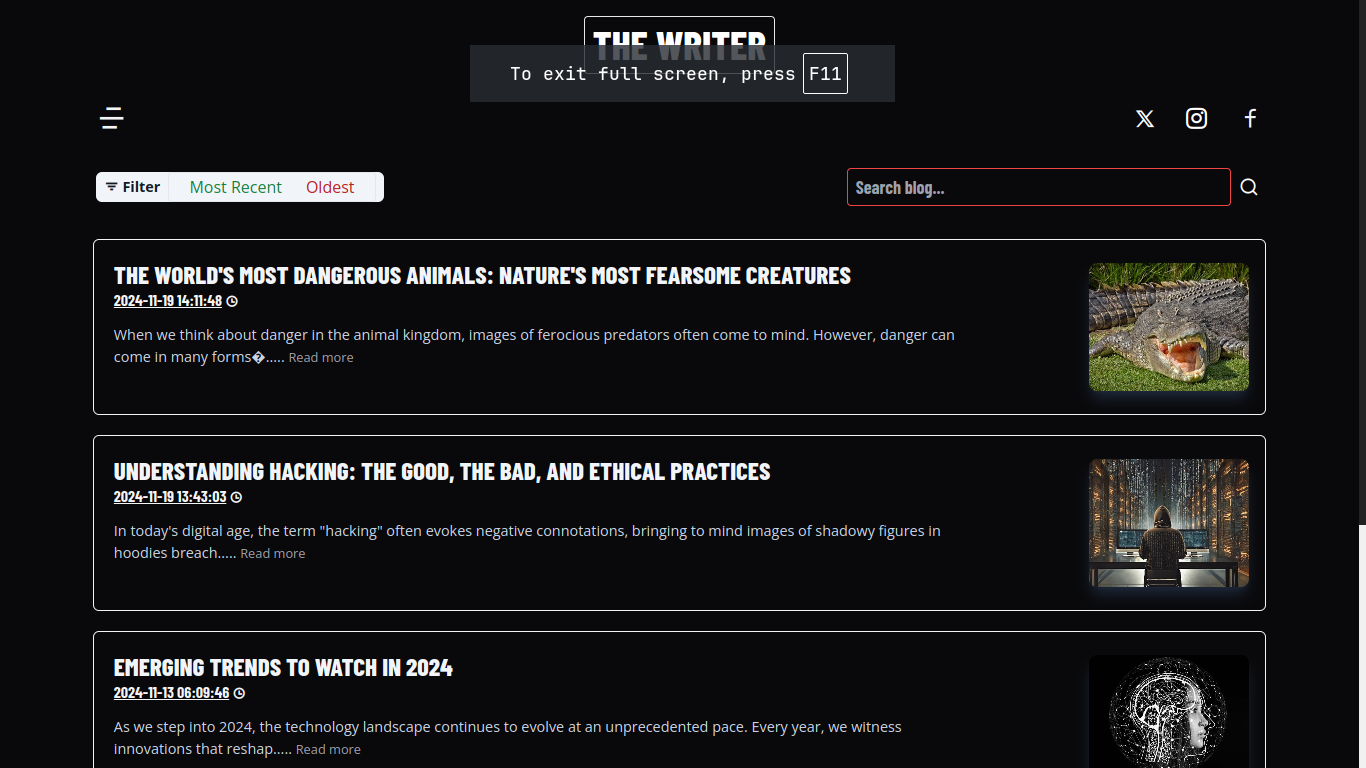 THE WRITER
To exit full screen, press F11
Filter Most Recent Oldest
Search blog...
THE WORLD'S MOST DANGEROUS ANIMALS: NATURE'S MOST FEARSOME CREATURES
2024-11-19 14:11:48
When we think about danger in the animal kingdom, images of ferocious predators often come to mind. However, danger can
come in many forms�..... Read more
UNDERSTANDING HACKING: THE GOOD, THE BAD, AND ETHICAL PRACTICES
2024-11-19 13:43:03
In today's digital age, the term "hacking" often evokes negative connotations, bringing to mind images of shadowy figures in
hoodies breach..... Read more
EMERGING TRENDS TO WATCH IN 2024
2024-11-13 06:09:46
As we step into 2024, the technology landscape continues to evolve at an unprecedented pace. Every year, we witness
innovations that reshap..... Read more